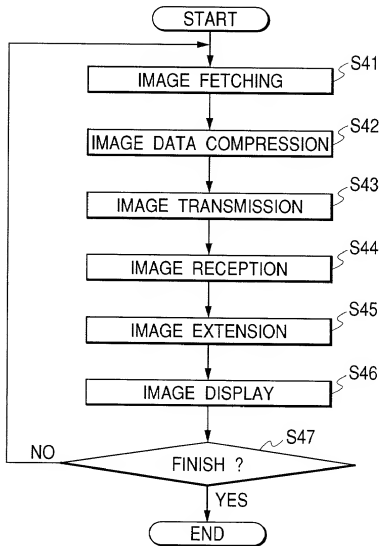 START
S41
IMAGE FETCHING
S42
IMAGE DATA COMPRESSION
S43
IMAGE TRANSMISSION
S44
IMAGE RECEPTION
S45
IMAGE EXTENSION
S46
IMAGE DISPLAY
S47
NO
FINISH ?
YES
END